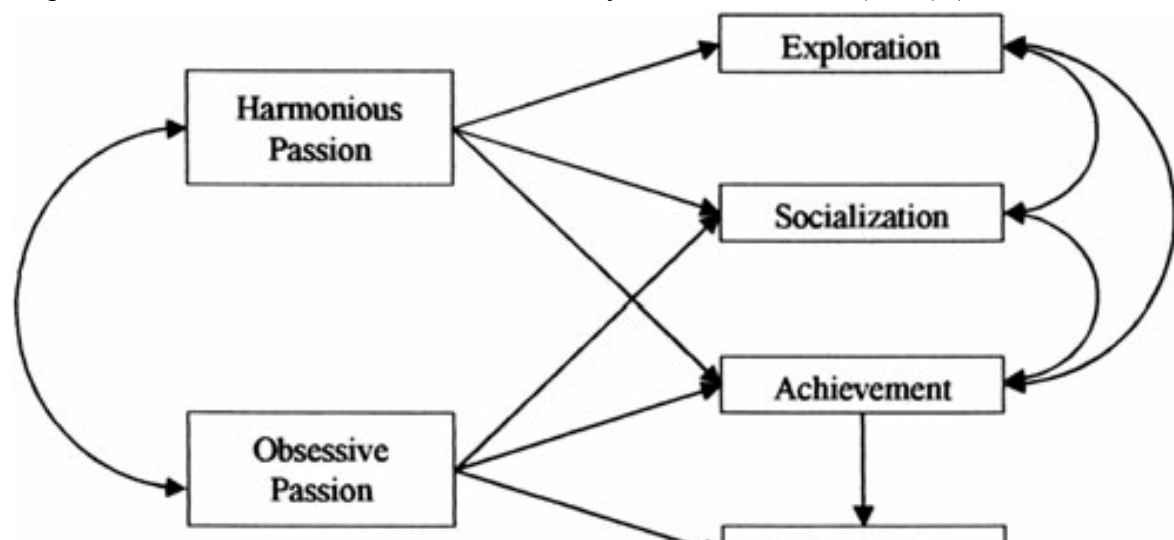 Exploration
Harmonious
Passion
Socialization
Achievement
Obsessive
Passion